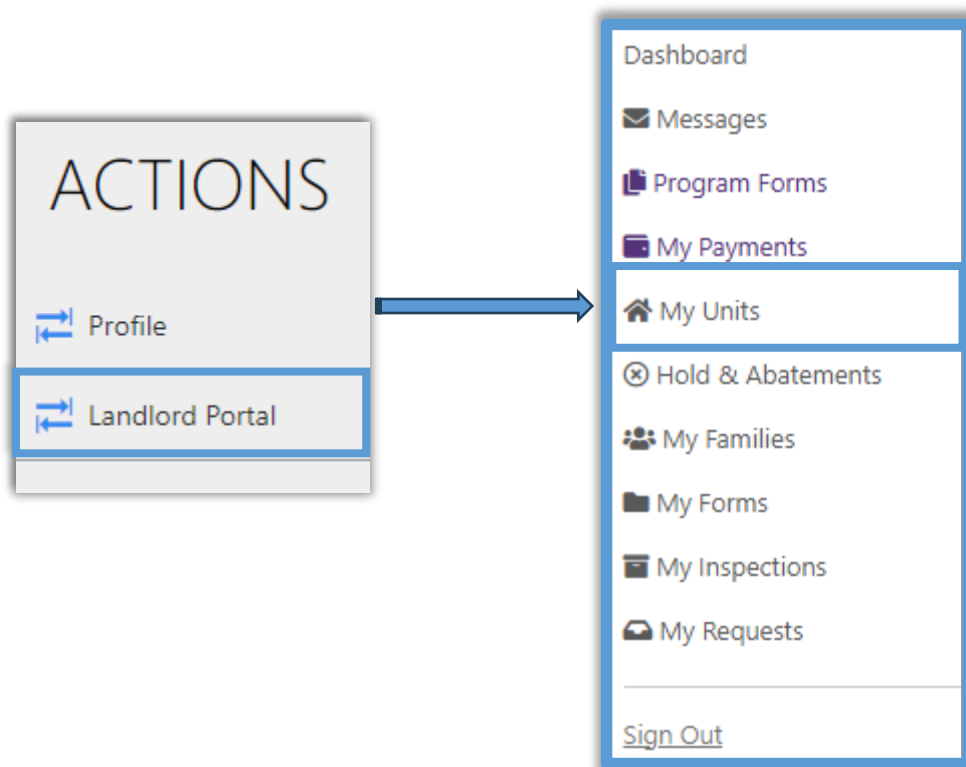 ACTIONS
Profile
Landlord Portal
Dashboard
Messages
Program Forms
My Payments
My Units
Hold & Abatements
My Families
My Forms
My Inspections
My Requests
Sign Out